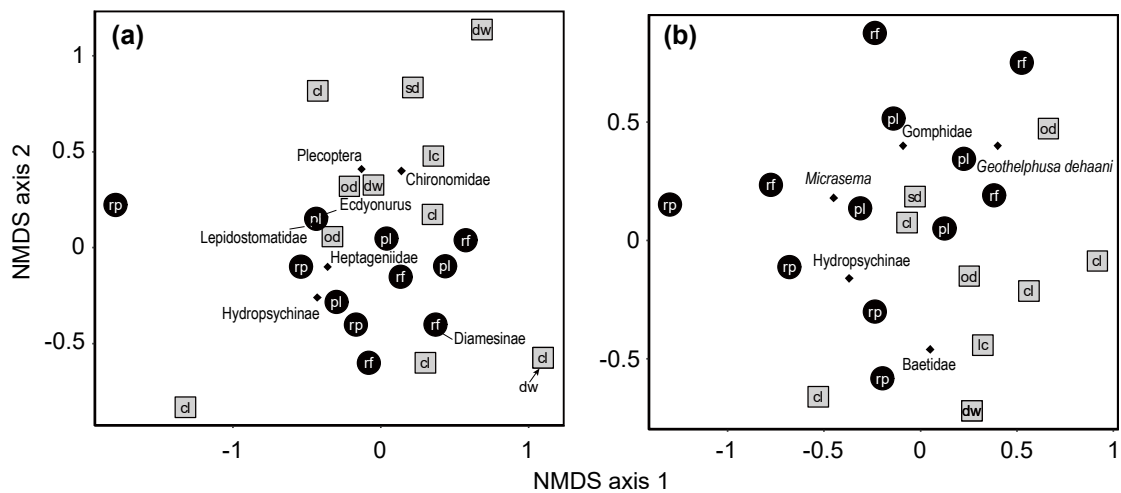 (a)
dw
cl
sd
lc
Plecoptera
Chironomidae
od
dw
rp
Ecdyonurus
pl
cl
Lepidostomatidae
od
pl
rf
Heptageniidae
rp
rf
pl
Hydropsychinae
pl
rp
rf
Diamesinae
rf
cl
cl
dw
cl
1
0.5
0
-0.5
-1
0
1
NMDS axis 2
(b)
rf
rf
pl
Gomphidae
od
pl
Geothelphusa dehaani
Micrasema
rf
rf
rp
pl
sd
cl
pl
rp
Hydropsychinae
od
cl
cl
rp
lc
Baetidae
rp
cl
dw
0.5
0
-0.5
-1
-0.5
0
0.5
1
NMDS axis 1